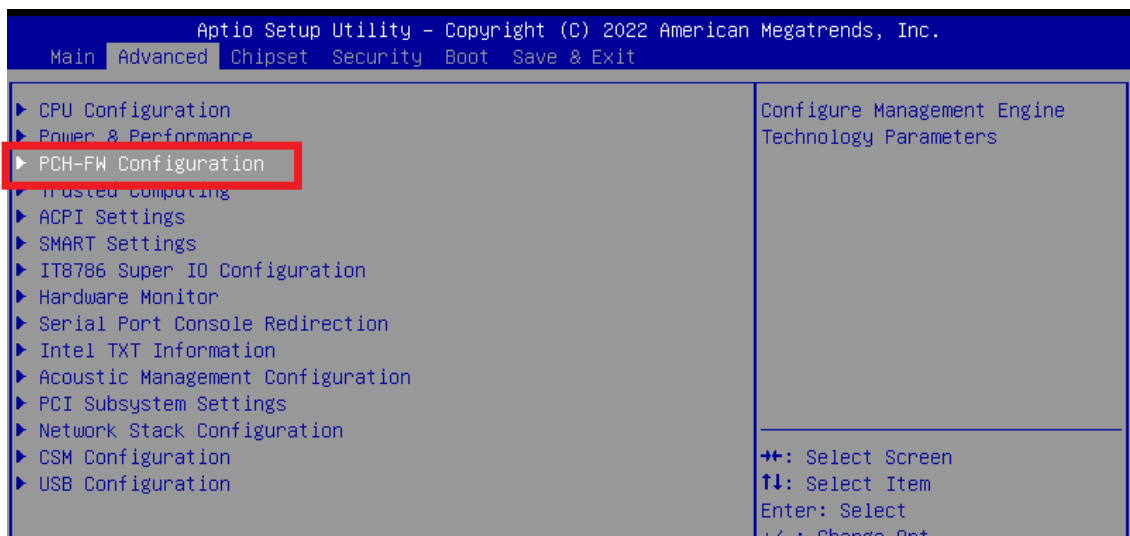 Aptio Setup Utility – Copyright (C) 2022 American Megatrends, Inc.
Main Advanced Chipset Security Boot Save & Exit
► CPU Configuration
► Power & Performance
► PCH-FW Configuration
► Trusted Computing
► ACPI Settings
► SMART Settings
► IT8786 Super IO Configuration
► Hardware Monitor
► Serial Port Console Redirection
► Intel TXT Information
► Acoustic Management Configuration
► PCI Subsystem Settings
► Network Stack Configuration
► CSM Configuration
► USB Configuration
Configure Management Engine
Technology Parameters
→←: Select Screen
↑↓: Select Item
Enter: Select
+/-: Change Opt.